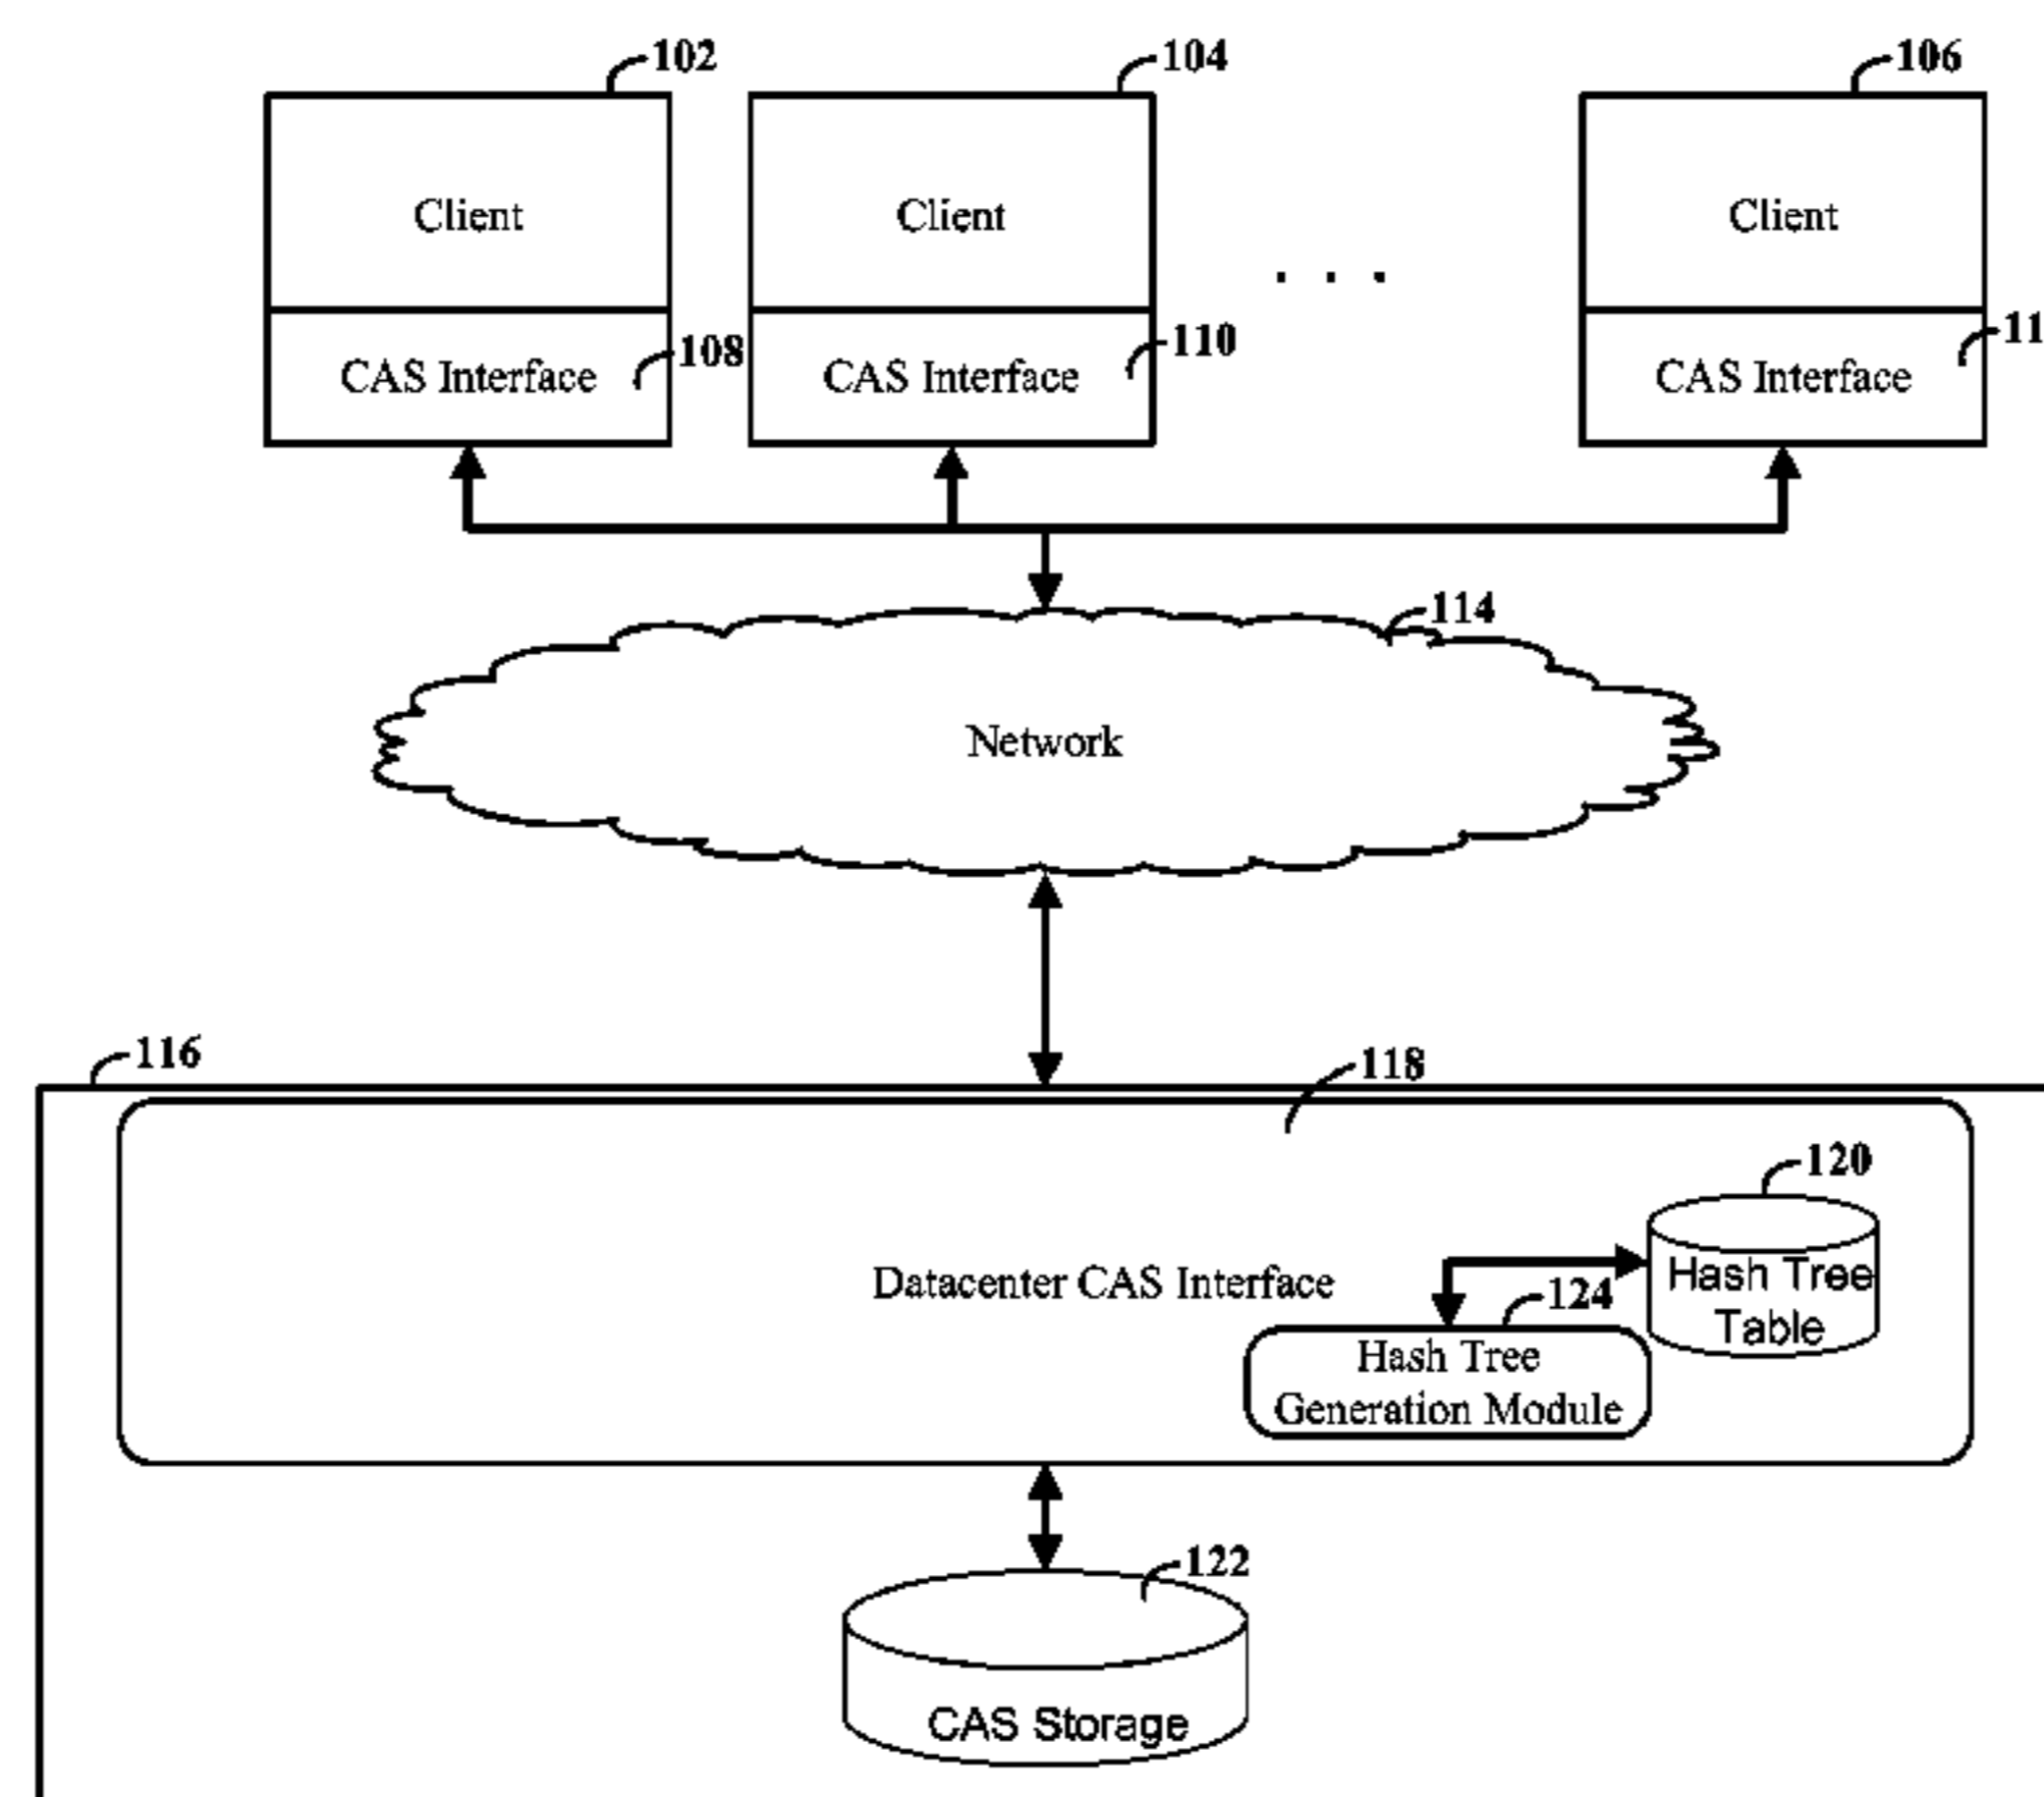 102
104
106
Client
Client
Client
. . .
108
110
11
CAS Interface
CAS Interface
CAS Interface
114
Network
116
118
120
Hash Tree
Table
Datacenter CAS Interface
124
Hash Tree
Generation Module
122
CAS Storage